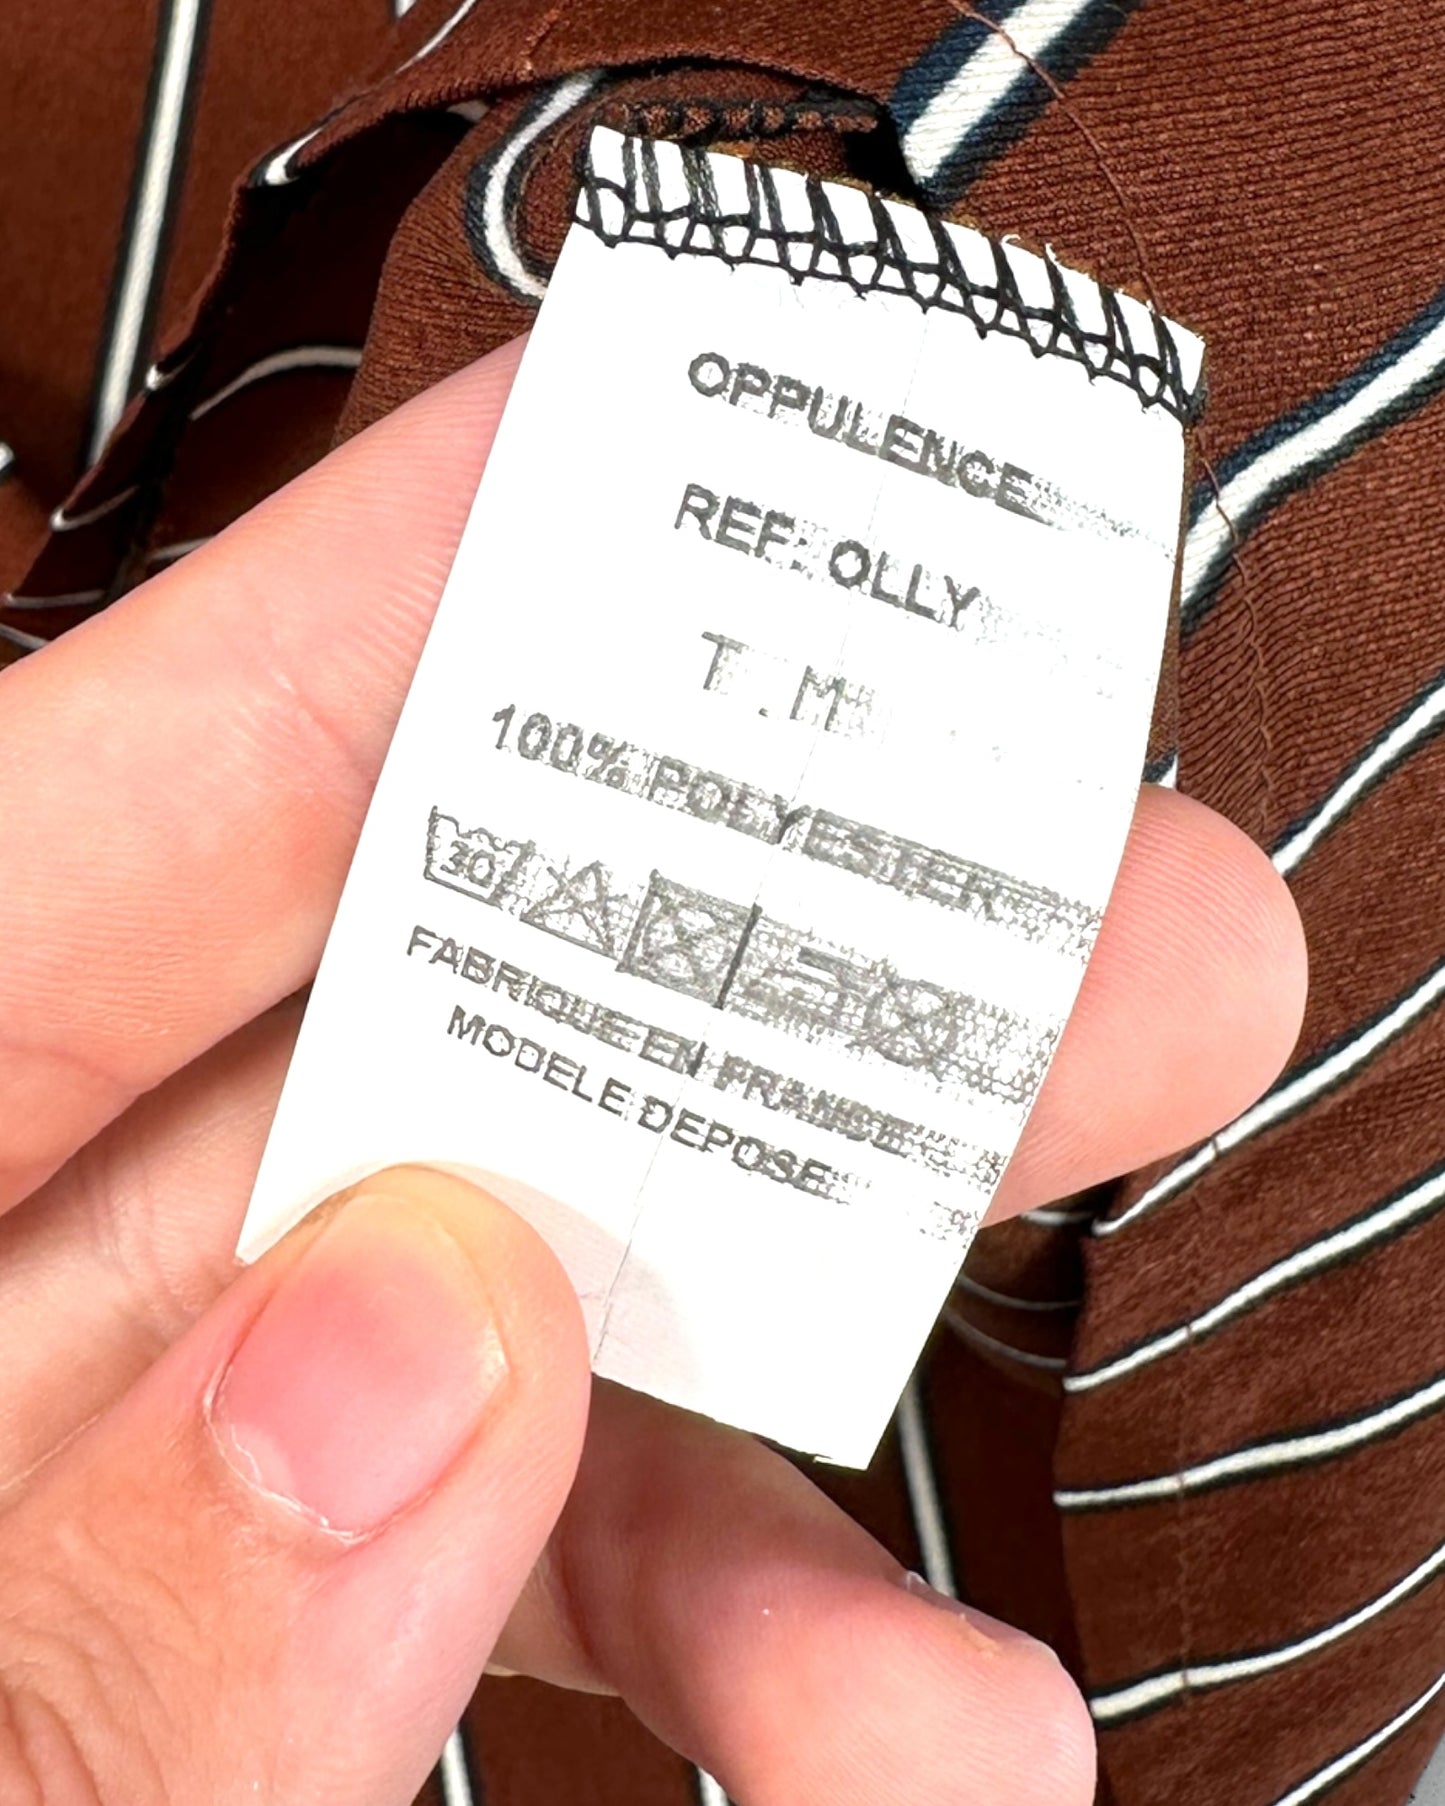 OPPULENCE
REF: OLLY
T.M
100% POLYESTER
30
FABRIQUE EN FRANCE
MODELE DEPOSE